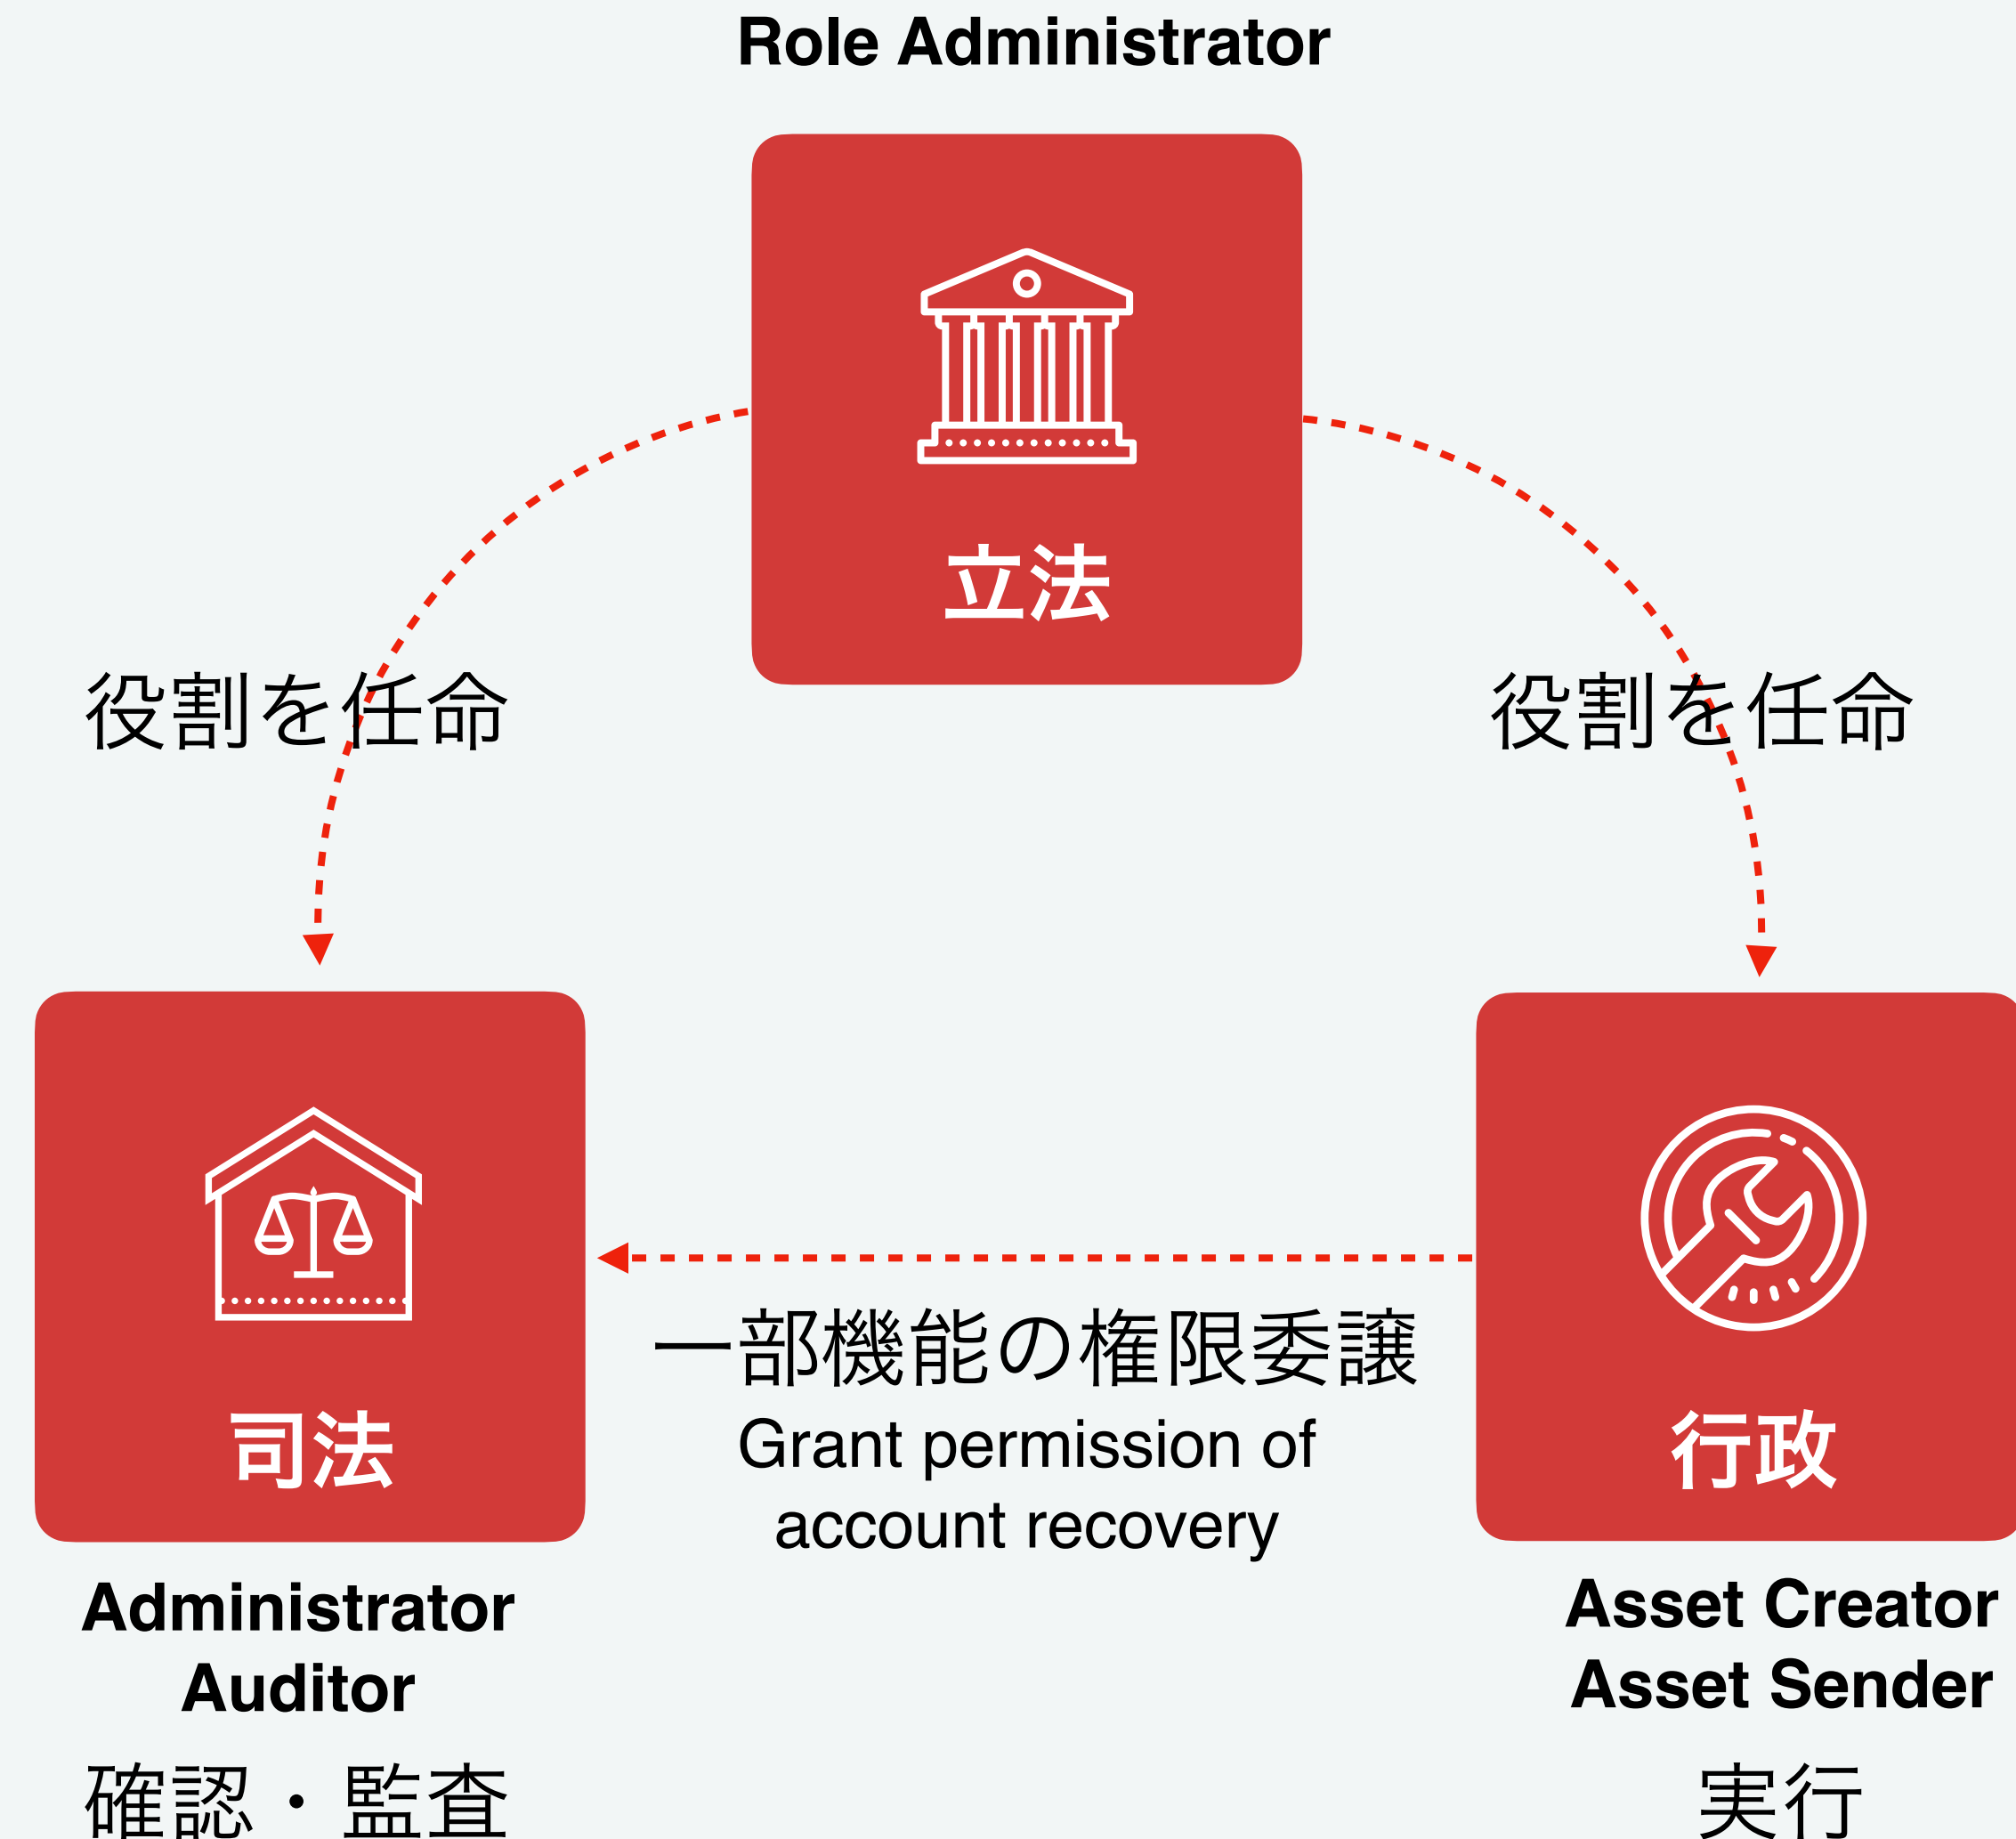 Role Administrator
立法
役割を任命
役割を任命
司法
一部機能の権限委譲
Grant permission of
account recovery
行政
Administrator
Auditor
確認・監査
Asset Creator
Asset Sender
実行